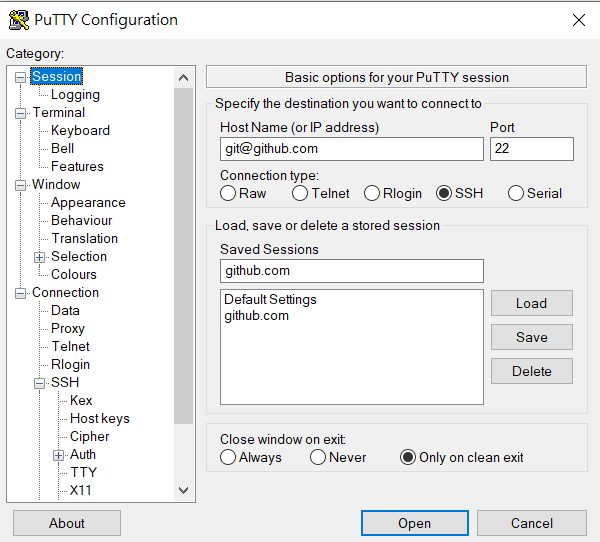 PuTTY Configuration
Category:
Session
Logging
Terminal
Keyboard
Bell
Features
Window
Appearance
Behaviour
Translation
Selection
Colours
Connection
Data
Proxy
Telnet
Rlogin
SSH
Kex
Host keys
Cipher
Auth
TTY
X11
Basic options for your PuTTY session
Specify the destination you want to connect to
Host Name (or IP address) Port
git@github.com 22
Connection type:
Raw Telnet Rlogin SSH Serial
Load, save or delete a stored session
Saved Sessions
github.com
Default Settings
github.com
Load
Save
Delete
Close window on exit:
Always Never Only on clean exit
About Open Cancel